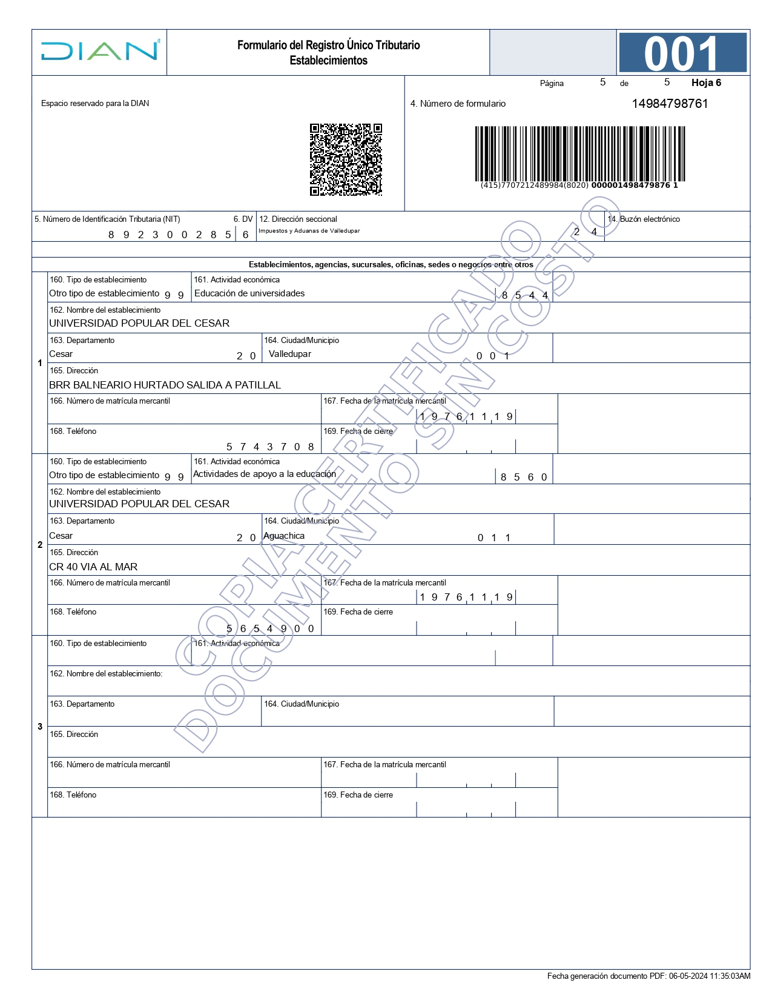 DIAN
Formulario del Registro Único Tributario
Establecimientos
001
Página 5 de 5 Hoja 6
Espacio reservado para la DIAN
4. Número de formulario 14984798761
(415)7707212489984(8020) 000001498479876 1
5. Número de Identificación Tributaria (NIT) 6. DV 12. Dirección seccional 14. Buzón electrónico
8 9 2 3 0 0 2 8 5 6 Impuestos y Aduanas de Valledupar 2 4
Establecimientos, agencias, sucursales, oficinas, sedes o negocios entre otros
1
160. Tipo de establecimiento 161. Actividad económica
Otro tipo de establecimiento 9 9 Educación de universidades 8 5 4 4
162. Nombre del establecimiento
UNIVERSIDAD POPULAR DEL CESAR
163. Departamento 164. Ciudad/Municipio
Cesar 2 0 Valledupar 0 0 1
165. Dirección
BRR BALNEARIO HURTADO SALIDA A PATILLAL
166. Número de matrícula mercantil 167. Fecha de la matrícula mercantil
1 9 7 6 1 1 1 9
168. Teléfono 169. Fecha de cierre
5 7 4 3 7 0 8
2
160. Tipo de establecimiento 161. Actividad económica
Otro tipo de establecimiento 9 9 Actividades de apoyo a la educación 8 5 6 0
162. Nombre del establecimiento
UNIVERSIDAD POPULAR DEL CESAR
163. Departamento 164. Ciudad/Municipio
Cesar 2 0 Aguachica 0 1 1
165. Dirección
CR 40 VIA AL MAR
166. Número de matrícula mercantil 167. Fecha de la matrícula mercantil
1 9 7 6 1 1 1 9
168. Teléfono 169. Fecha de cierre
5 6 5 4 9 0 0
3
160. Tipo de establecimiento 161. Actividad económica
162. Nombre del establecimiento:
163. Departamento 164. Ciudad/Municipio
165. Dirección
166. Número de matrícula mercantil 167. Fecha de la matrícula mercantil
168. Teléfono 169. Fecha de cierre
COPIA CERTIFICADO
DOCUMENTO SIN COSTO
Fecha generación documento PDF: 06-05-2024 11:35:03AM